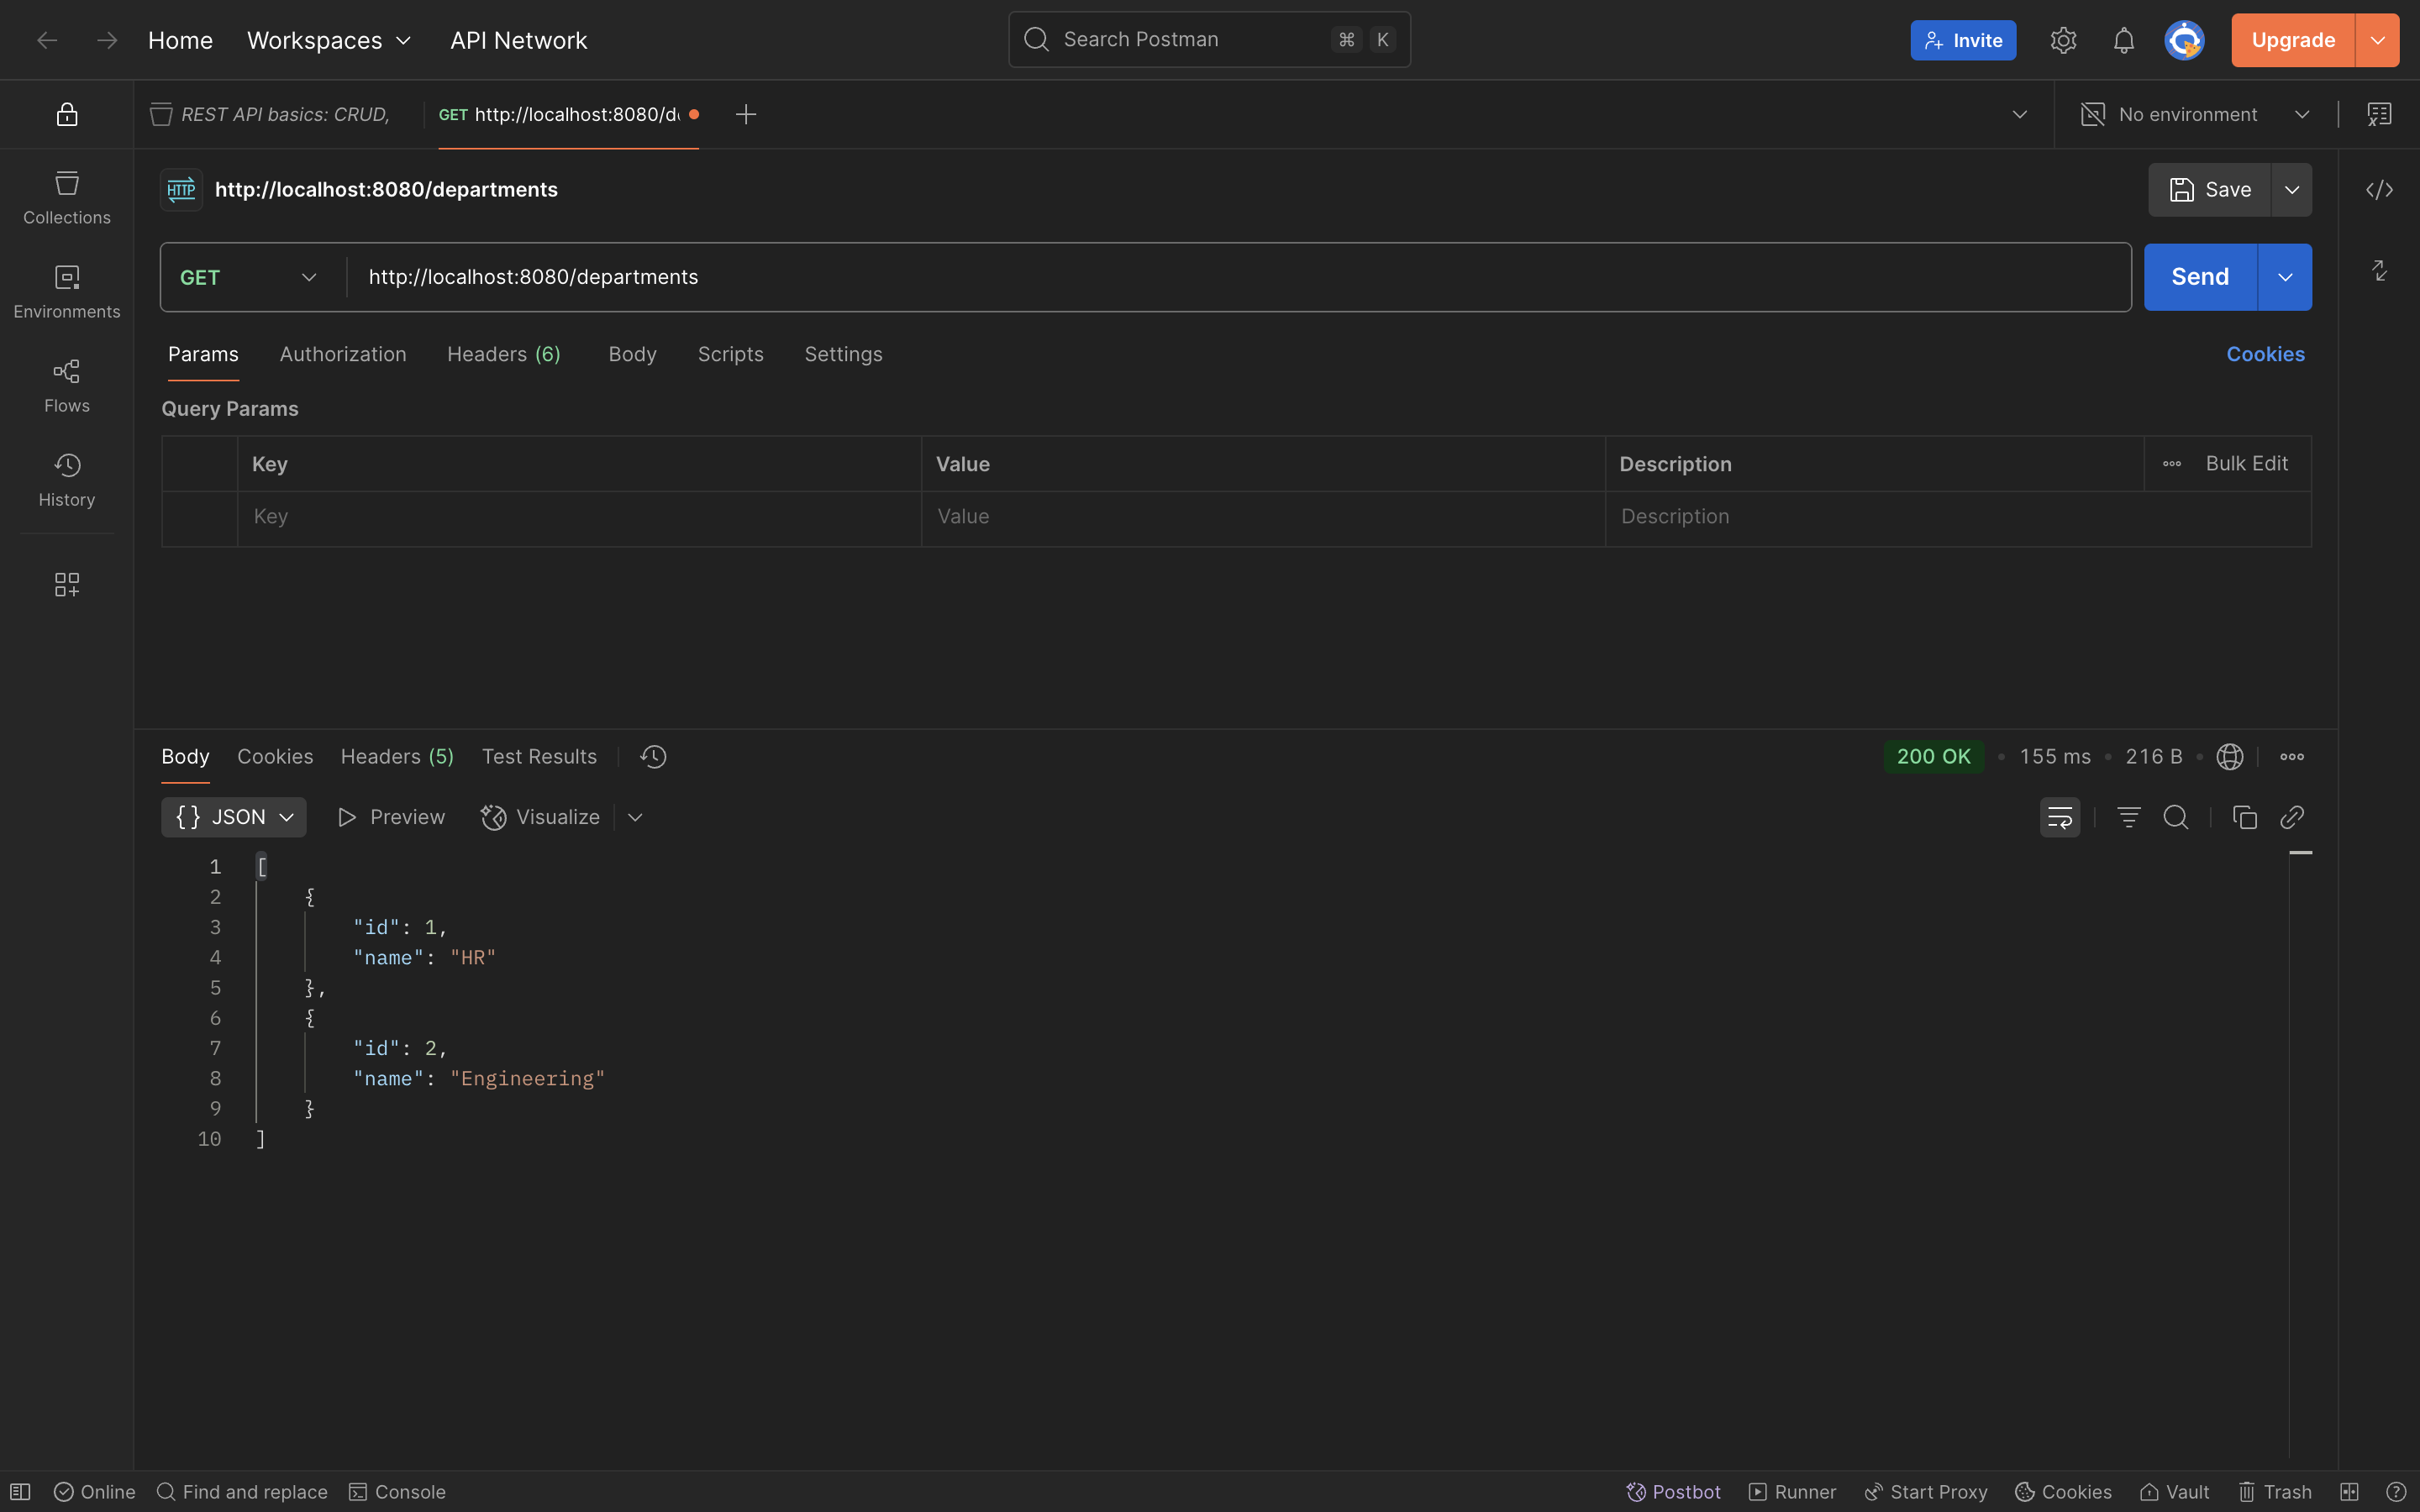 Home Workspaces API Network Search Postman ⌘ K Invite Upgrade
REST API basics: CRUD, GET http://localhost:8080/de No environment
HTTP http://localhost:8080/departments Save
Collections
GET http://localhost:8080/departments Send
Environments
Params Authorization Headers (6) Body Scripts Settings Cookies
Flows
Query Params
Key Value Description Bulk Edit
History
Key Value Description
Body Cookies Headers (5) Test Results 200 OK 155 ms 216 B
{} JSON Preview Visualize
1 [
2 {
3 "id": 1,
4 "name": "HR"
5 },
6 {
7 "id": 2,
8 "name": "Engineering"
9 }
10 ]
Online Find and replace Console Postbot Runner Start Proxy Cookies Vault Trash